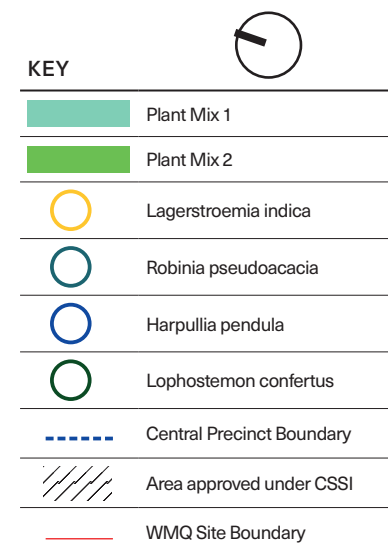 KEY
Plant Mix 1
Plant Mix 2
Lagerstroemia indica
Robinia pseudoacacia
Harpullia pendula
Lophostemon confertus
Central Precinct Boundary
Area approved under CSSI
WMQ Site Boundary